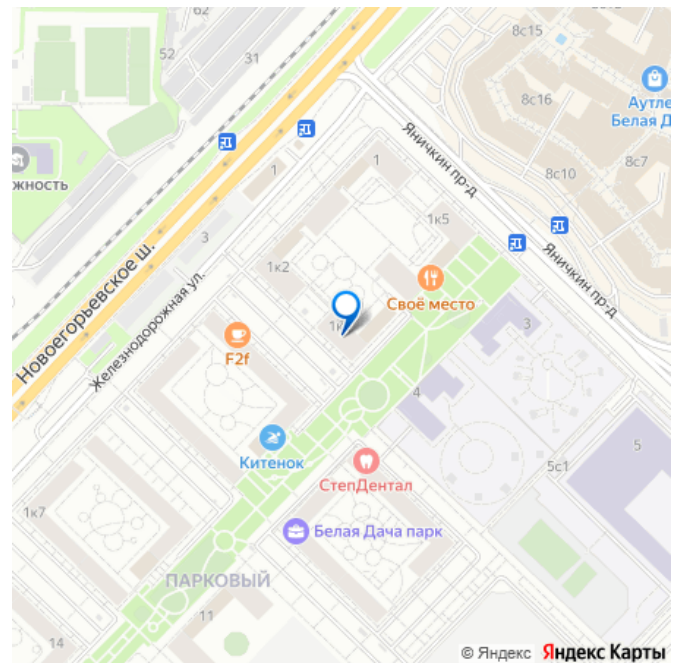 62
52
31
8с15
8с16
Аутле
Белая Д
8с7
8с10
Яничкин пр-д
ЖНОСТЬ
1
1
1к5
3
1к2
Яничкин пр-д
Новоегорьевское ш.
Железнодорожная ул.
Своё место
3
F2f
4
Китенок
СтепДентал
5
5с1
1к7
Белая Дача парк
ПАРКОВЫЙ
11
14
© Яндекс Яндекс Карты